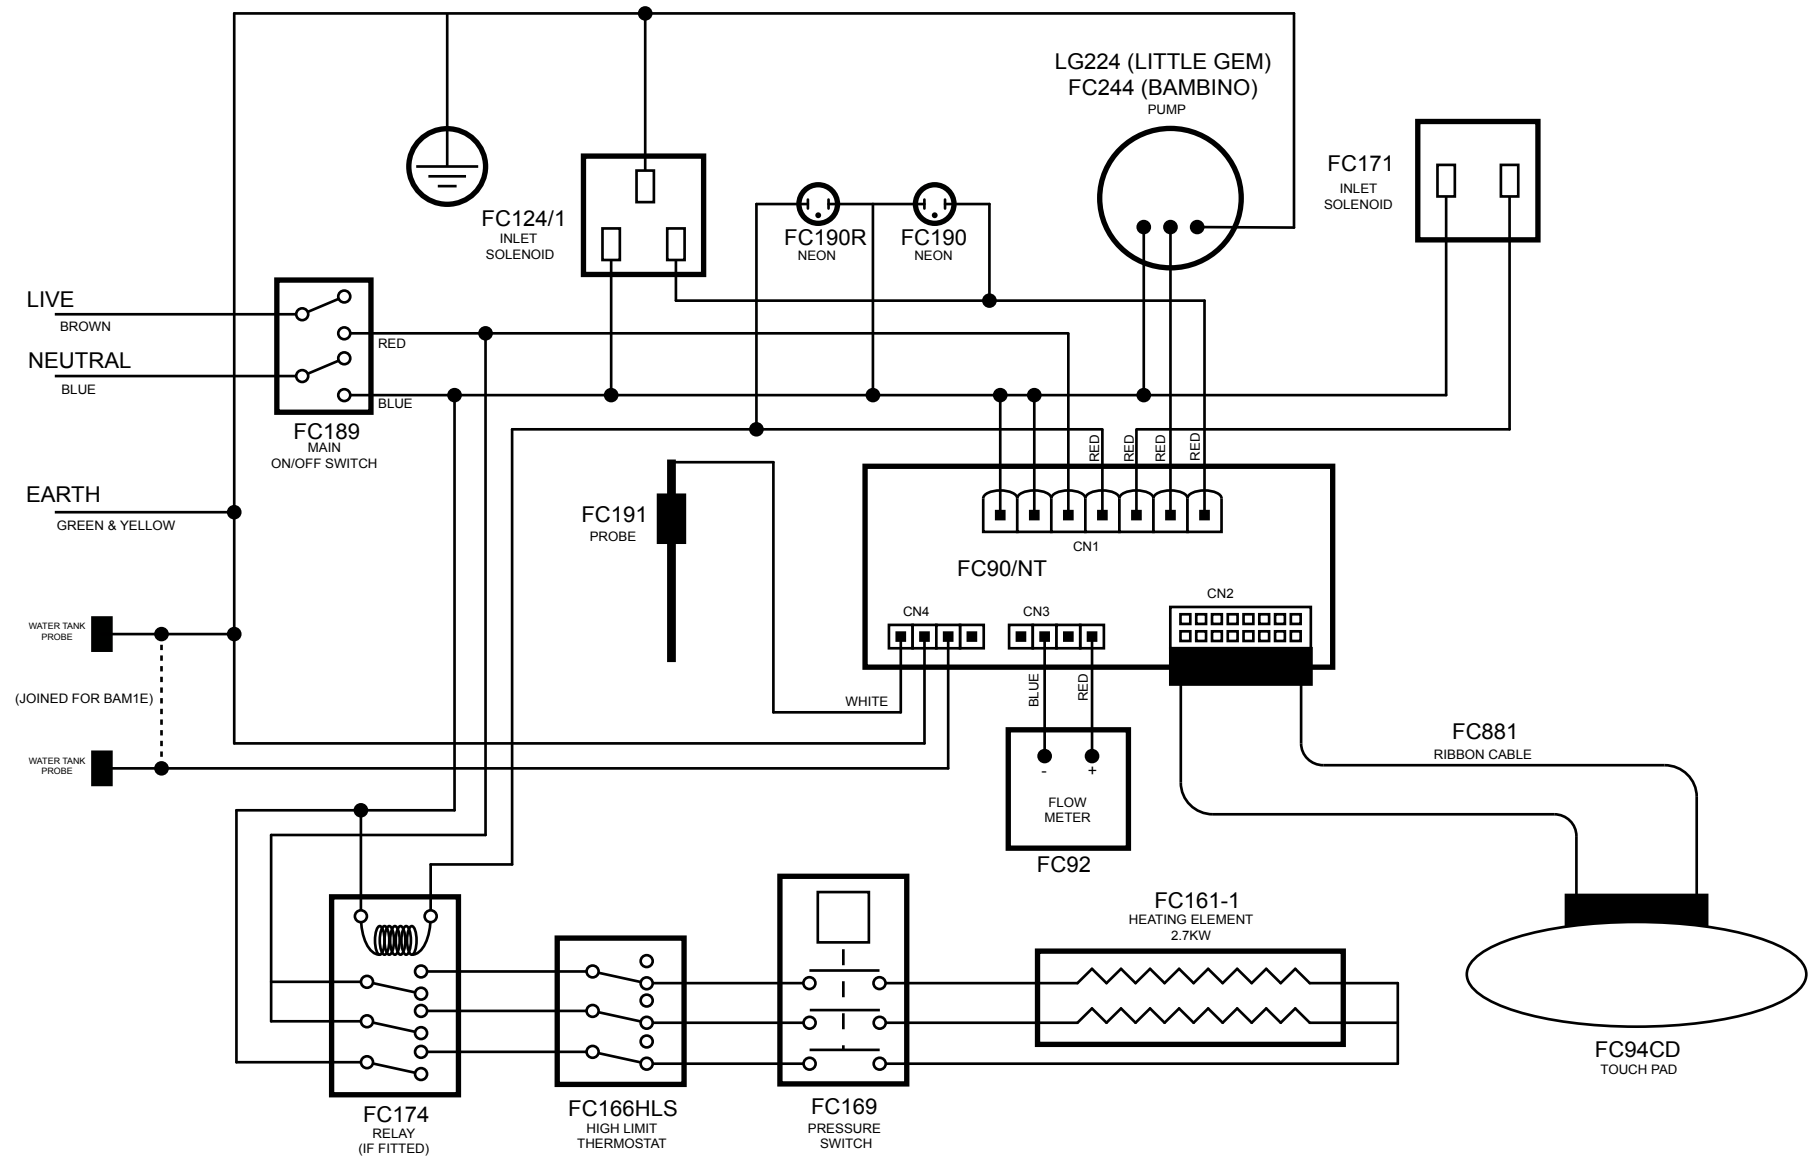 LG224 (LITTLE GEM)
FC244 (BAMBINO)
PUMP
FC171
INLET
SOLENOID
FC124/1
INLET
SOLENOID
FC190R
NEON
FC190
NEON
LIVE
BROWN
NEUTRAL
BLUE
RED
BLUE
FC189
MAIN
ON/OFF SWITCH
RED
RED
RED
RED
EARTH
GREEN & YELLOW
FC191
PROBE
CN1
FC90/NT
CN4
CN3
CN2
WATER TANK
PROBE
(JOINED FOR BAM1E)
WATER TANK
PROBE
WHITE
BLUE
RED
FC881
RIBBON CABLE
- +
FLOW
METER
FC92
FC161-1
HEATING ELEMENT
2.7KW
FC94CD
TOUCH PAD
FC174
RELAY
(IF FITTED)
FC166HLS
HIGH LIMIT
THERMOSTAT
FC169
PRESSURE
SWITCH